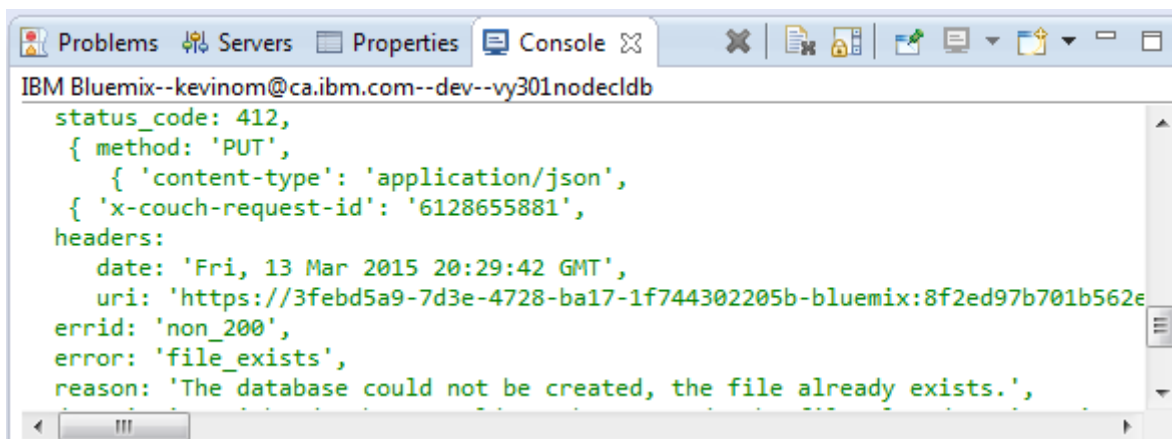 Problems Servers Properties Console
IBM Bluemix--kevinom@ca.ibm.com--dev--vy301nodecldb
status_code: 412,
{ method: 'PUT',
{ 'content-type': 'application/json',
{ 'x-couch-request-id': '6128655881',
headers:
date: 'Fri, 13 Mar 2015 20:29:42 GMT',
uri: 'https://3febd5a9-7d3e-4728-ba17-1f744302205b-bluemix:8f2ed97b701b562e
errid: 'non_200',
error: 'file_exists',
reason: 'The database could not be created, the file already exists.',